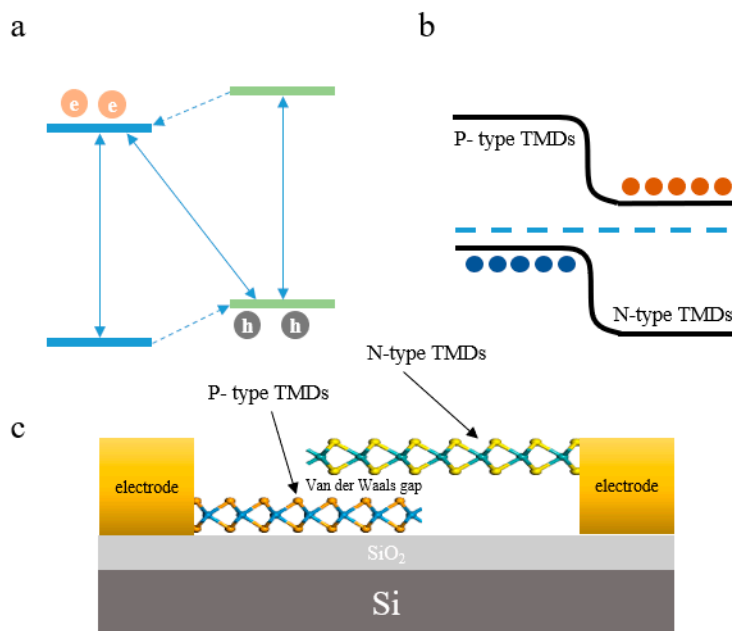 a
b
e e
h h
P- type TMDs
N-type TMDs
N-type TMDs
P- type TMDs
c
electrode
Van der Waals gap
electrode
SiO₂
Si